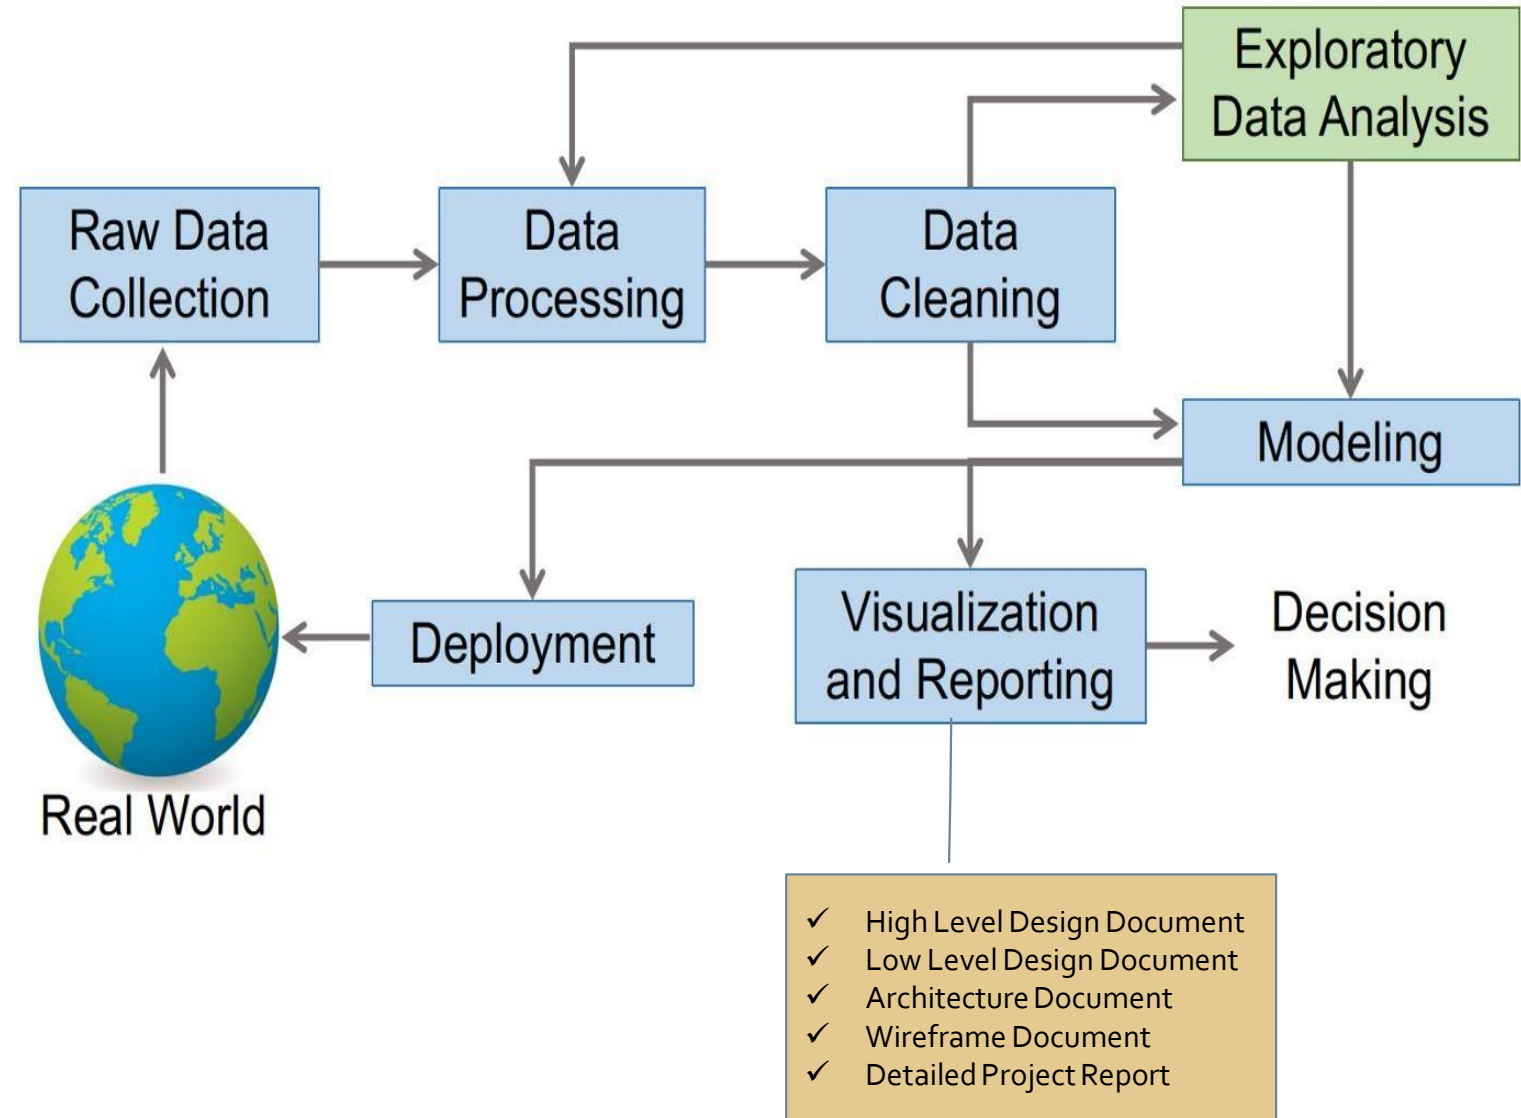 Exploratory
Data Analysis
Raw Data
Collection
Data
Processing
Data
Cleaning
Modeling
Deployment
Visualization
and Reporting
Decision
Making
Real World
✓ High Level Design Document
✓ Low Level Design Document
✓ Architecture Document
✓ Wireframe Document
✓ Detailed Project Report